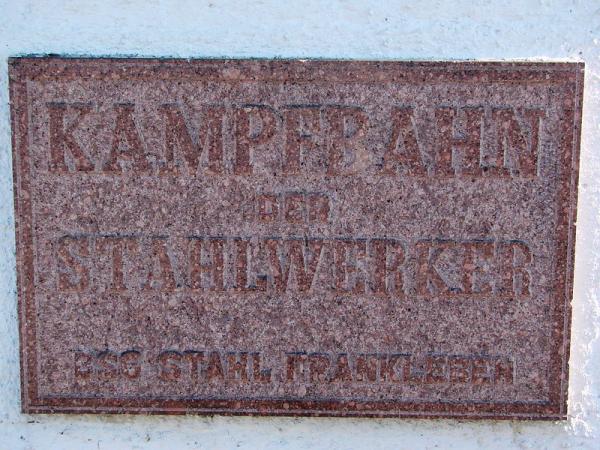 KAMPFBAHN
DER
STAHLWERKER
BSG STAHL FRANKLEBEN